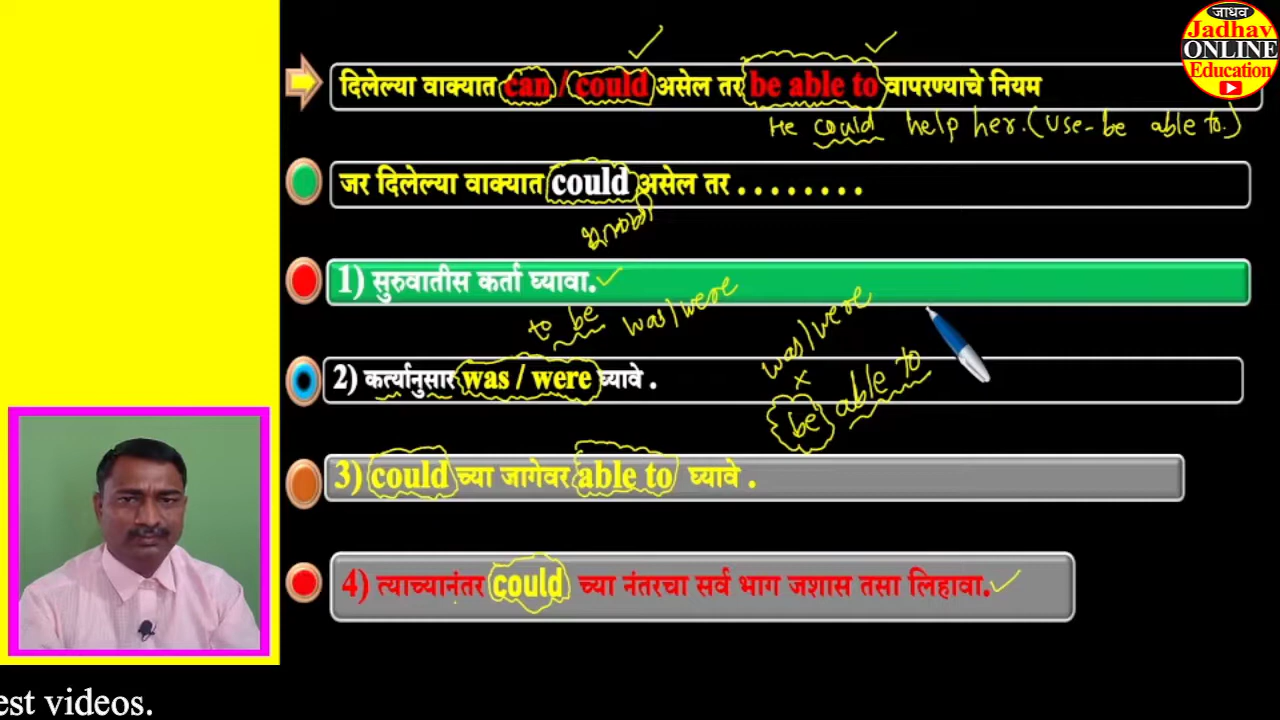 जाधव
Jadhav
ONLINE
Education
दिलेल्या वाक्यात can / could असेल तर be able to वापरण्याचे नियम
He could help her. (Use - be able to.)
जर दिलेल्या वाक्यात could असेल तर . . . . . . . .
1) सुरुवातीस कर्ता घ्यावा.
to be was/were
was/were
2) कर्त्यानुसार was / were घ्यावे .
× be able to
3) could च्या जागेवर able to घ्यावे .
4) त्याच्यानंतर could च्या नंतरचा सर्व भाग जशास तसा लिहावा.
est videos.